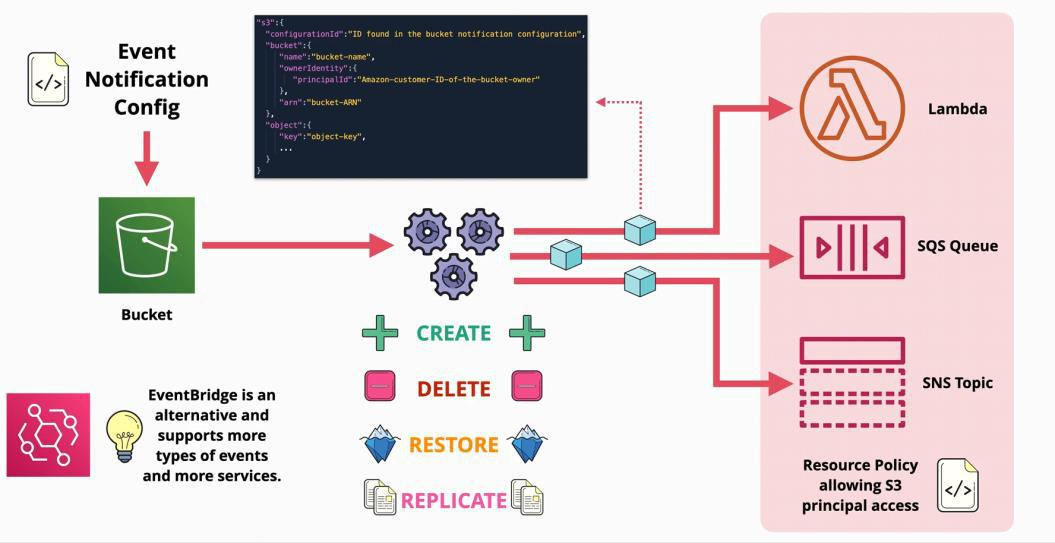 Event
Notification
Config
"s3":{
"configurationId":"ID found in the bucket notification configuration",
"bucket":{
"name":"bucket-name",
"ownerIdentity":{
"principalId":"Amazon-customer-ID-of-the-bucket-owner"
},
"arn":"bucket-ARN"
},
"object":{
"key":"object-key",
...
}
}
Bucket
CREATE
DELETE
RESTORE
REPLICATE
EventBridge is an
alternative and
supports more
types of events
and more services.
Lambda
SQS Queue
SNS Topic
Resource Policy
allowing S3
principal access